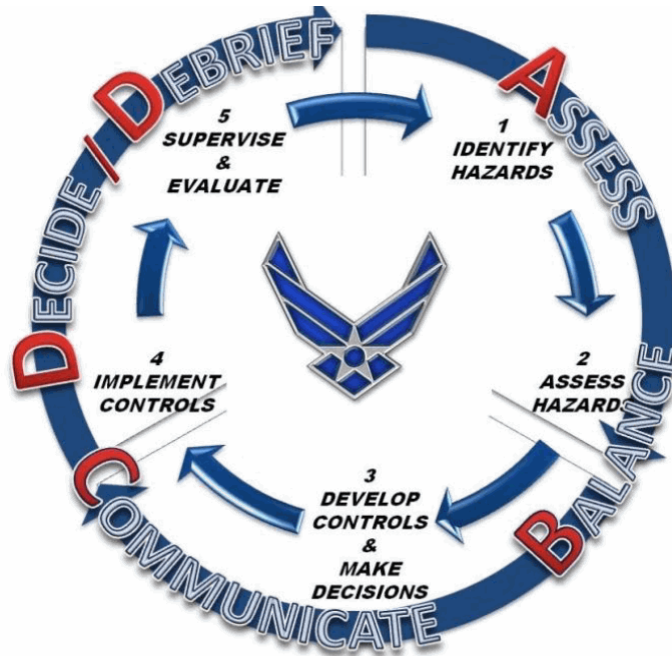 ASSESS
BALANCE
COMMUNICATE
DECIDE / DEBRIEF
1
IDENTIFY
HAZARDS
2
ASSESS
HAZARDS
3
DEVELOP
CONTROLS
&
MAKE
DECISIONS
4
IMPLEMENT
CONTROLS
5
SUPERVISE
&
EVALUATE